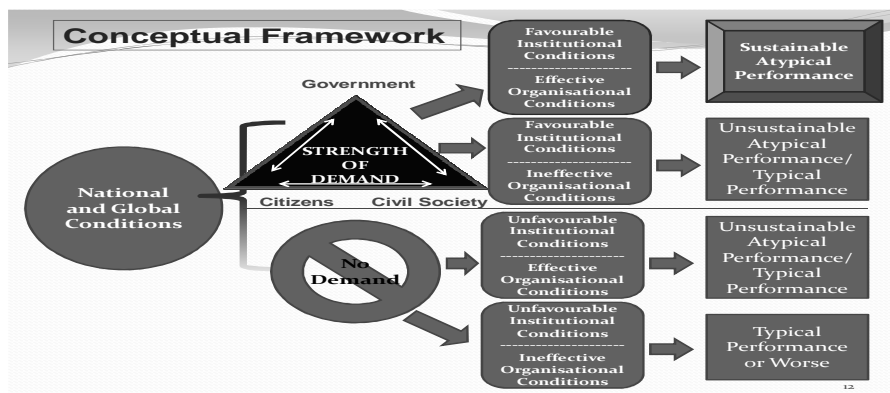 Conceptual Framework
Government
STRENGTH
OF
DEMAND
Citizens
Civil Society
National
and Global
Conditions
No
Demand
Favourable
Institutional
Conditions
----------------------
Effective
Organisational
Conditions
Sustainable
Atypical
Performance
Favourable
Institutional
Conditions
----------------------
Ineffective
Organisational
Conditions
Unsustainable
Atypical
Performance/
Typical
Performance
Unfavourable
Institutional
Conditions
----------------------
Effective
Organisational
Conditions
Unsustainable
Atypical
Performance/
Typical
Performance
Unfavourable
Institutional
Conditions
----------------------
Ineffective
Organisational
Conditions
Typical
Performance
or Worse
12